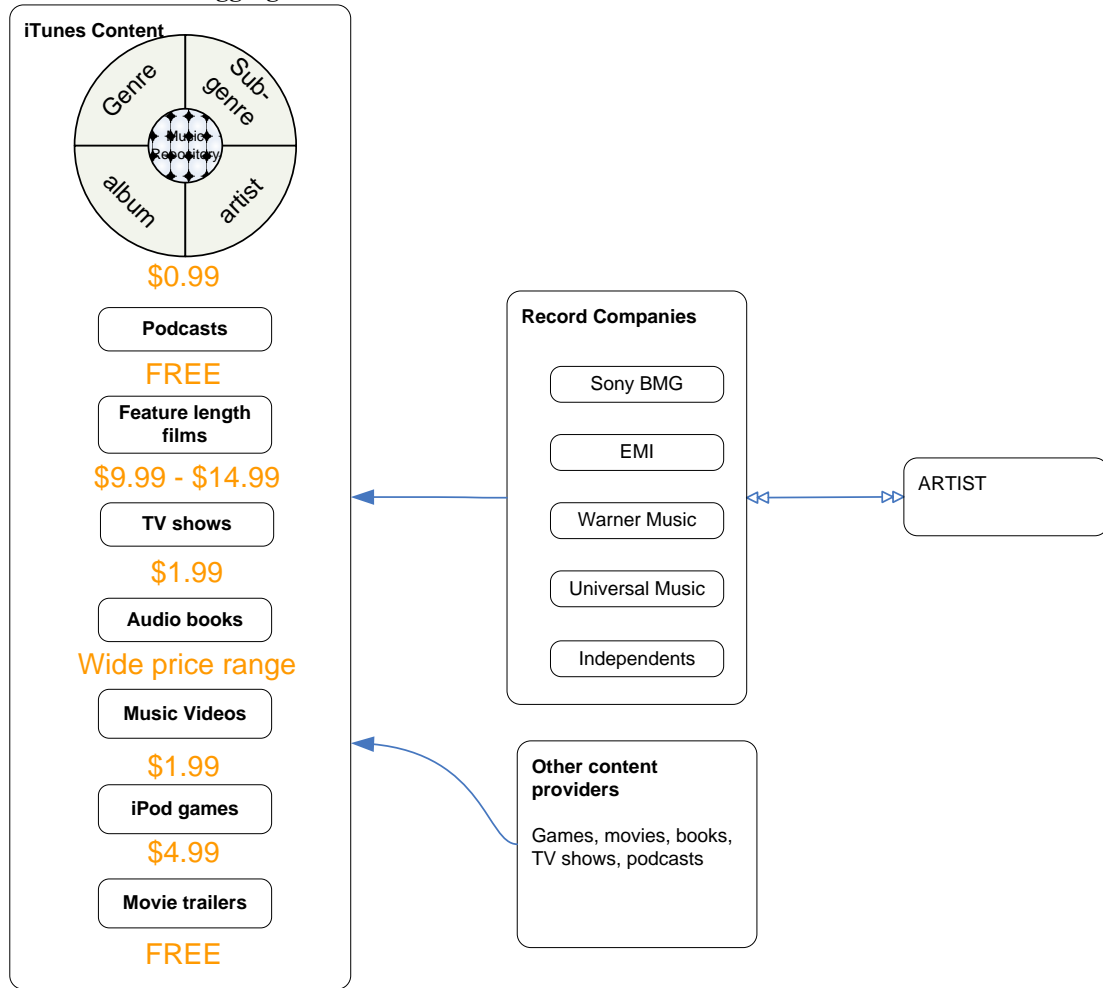 iTunes Content
Genre
Sub-
genre
Music
Repository
album
artist
$0.99
Podcasts
FREE
Feature length
films
$9.99 - $14.99
TV shows
$1.99
Audio books
Wide price range
Music Videos
$1.99
iPod games
$4.99
Movie trailers
FREE
Record Companies
Sony BMG
EMI
Warner Music
Universal Music
Independents
ARTIST
Other content
providers
Games, movies, books,
TV shows, podcasts